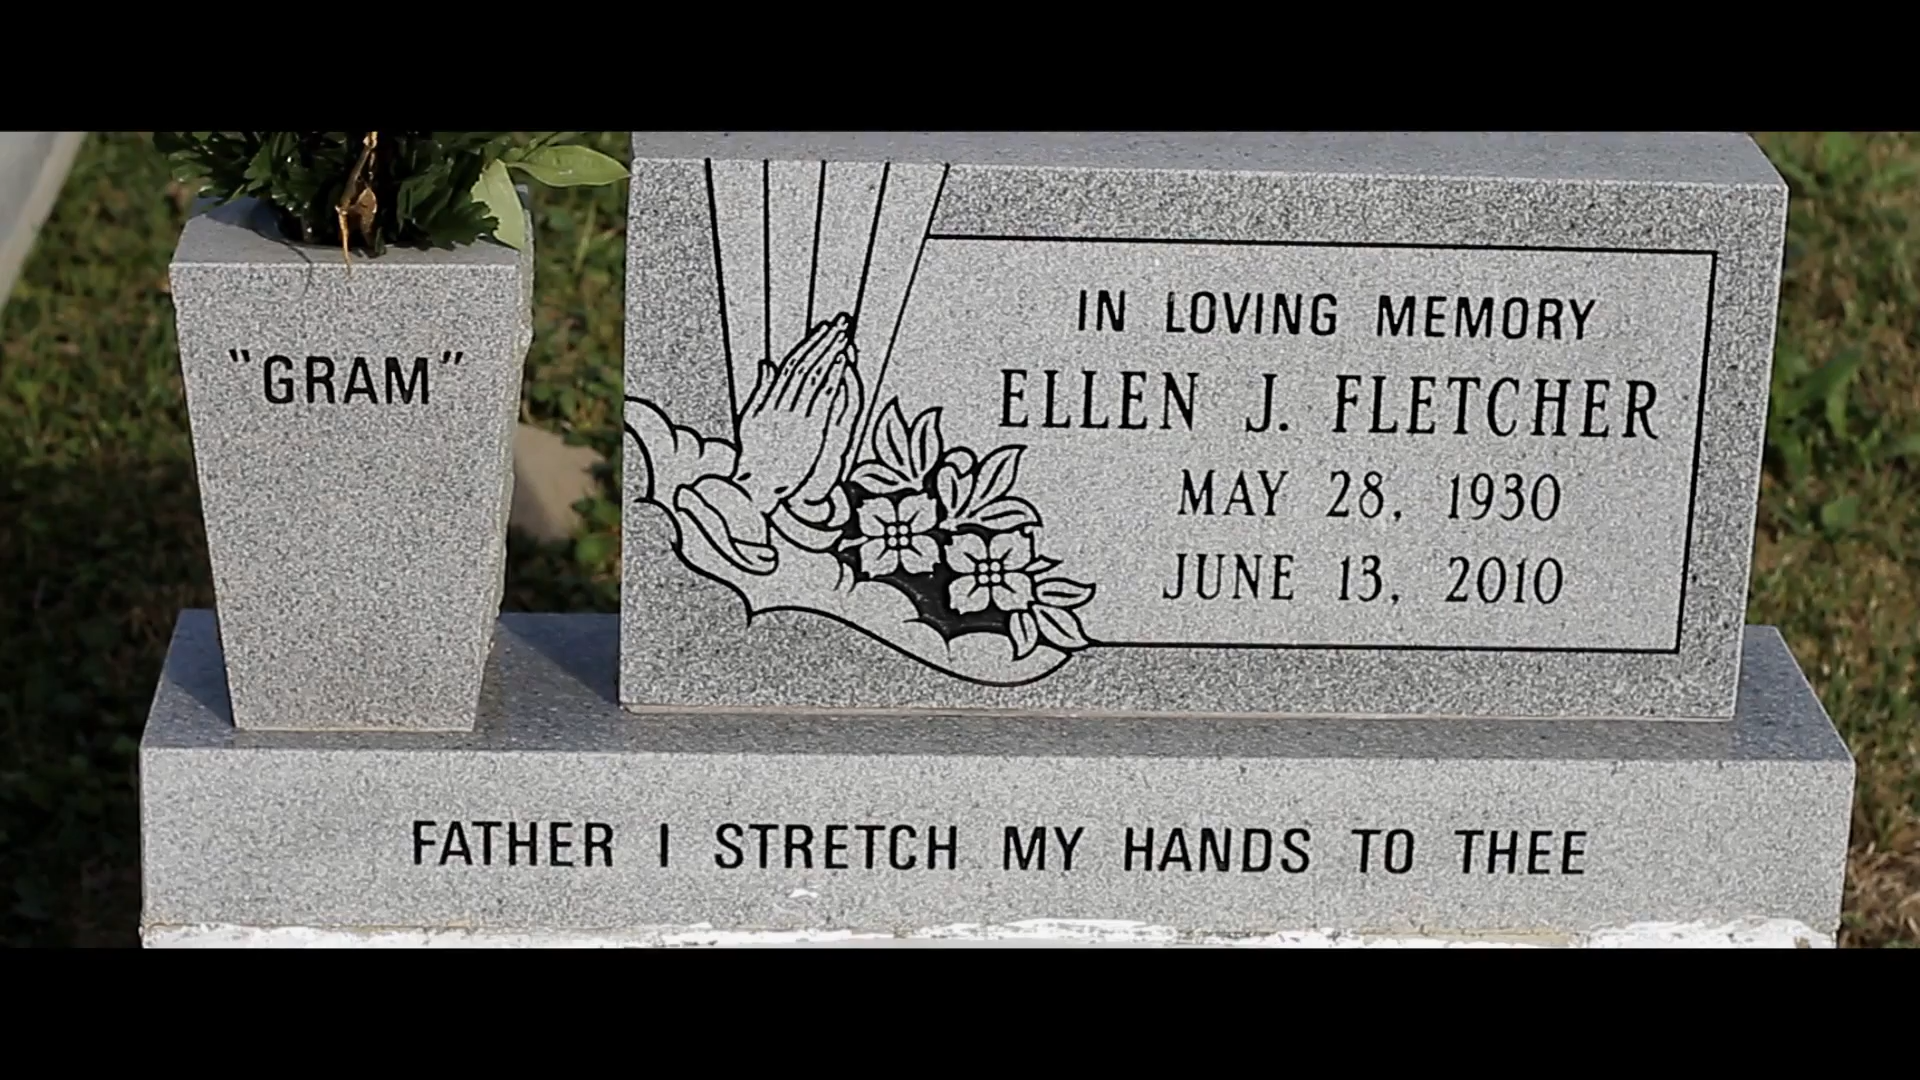 "GRAM"
IN LOVING MEMORY
ELLEN J. FLETCHER
MAY 28, 1930
JUNE 13, 2010
FATHER I STRETCH MY HANDS TO THEE